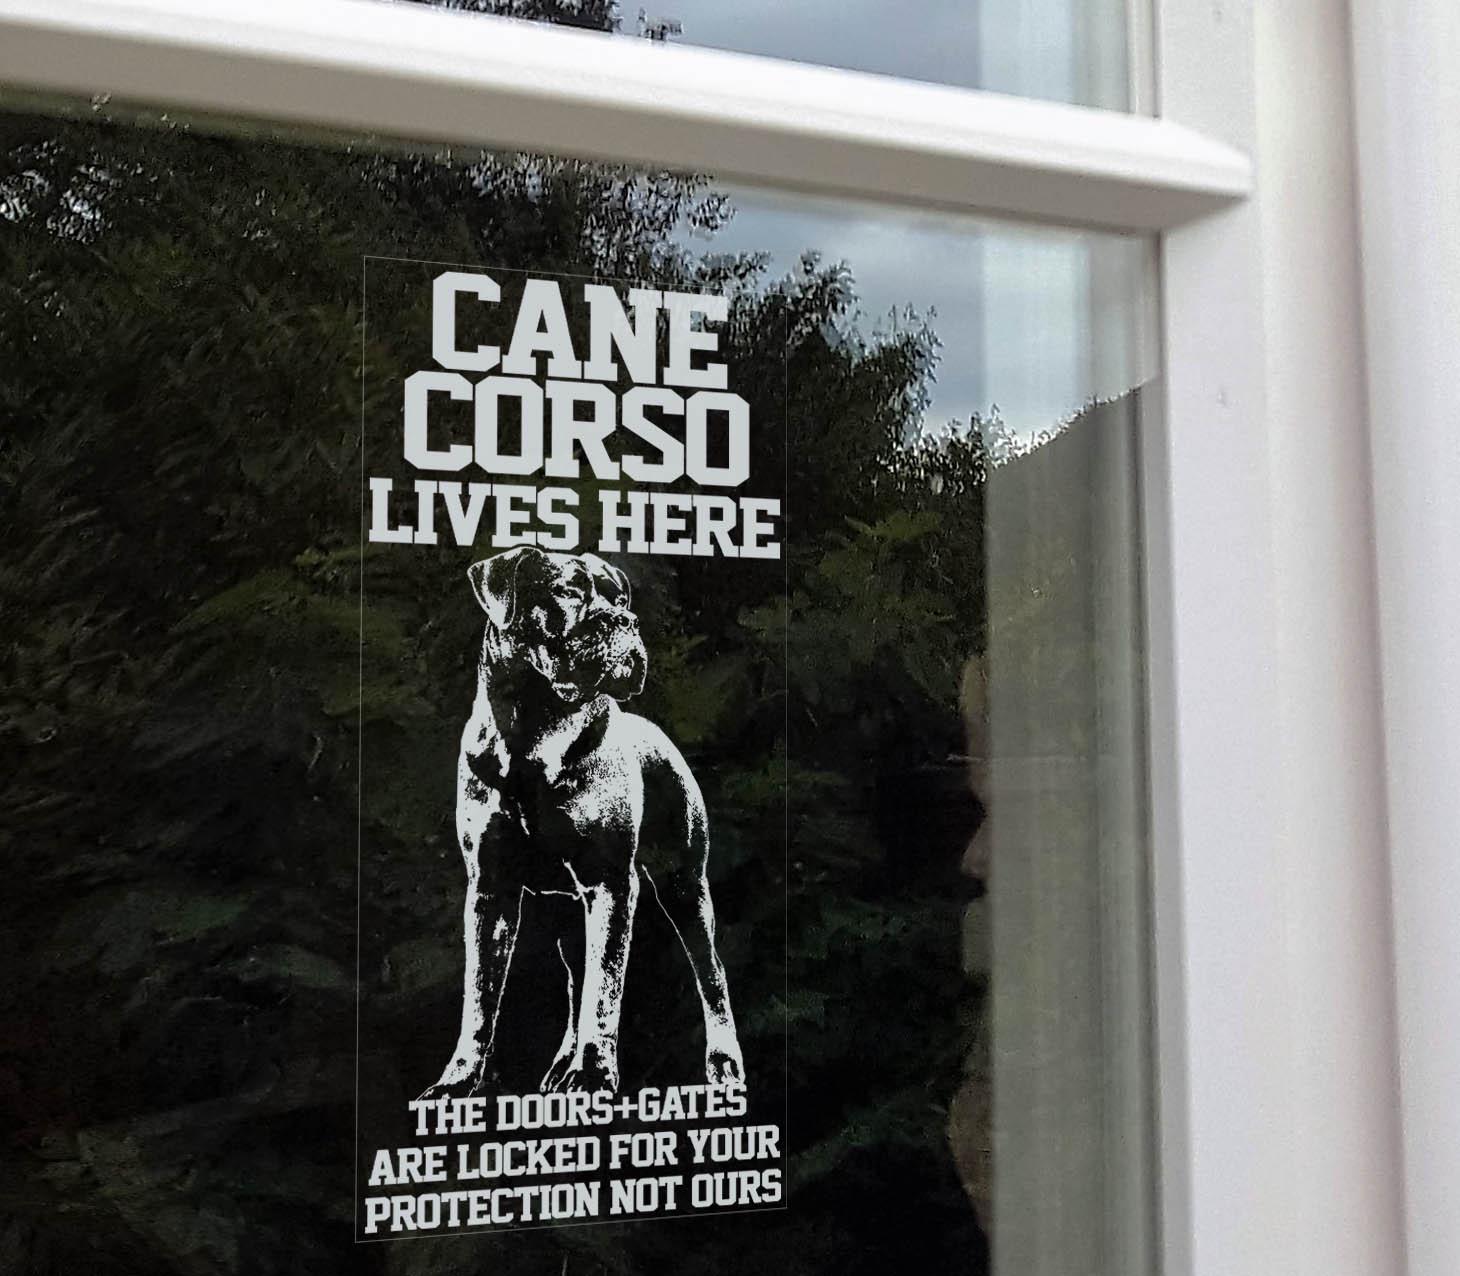 CANE
CORSO
LIVES HERE
THE DOORS+GATES
ARE LOCKED FOR YOUR
PROTECTION NOT OURS